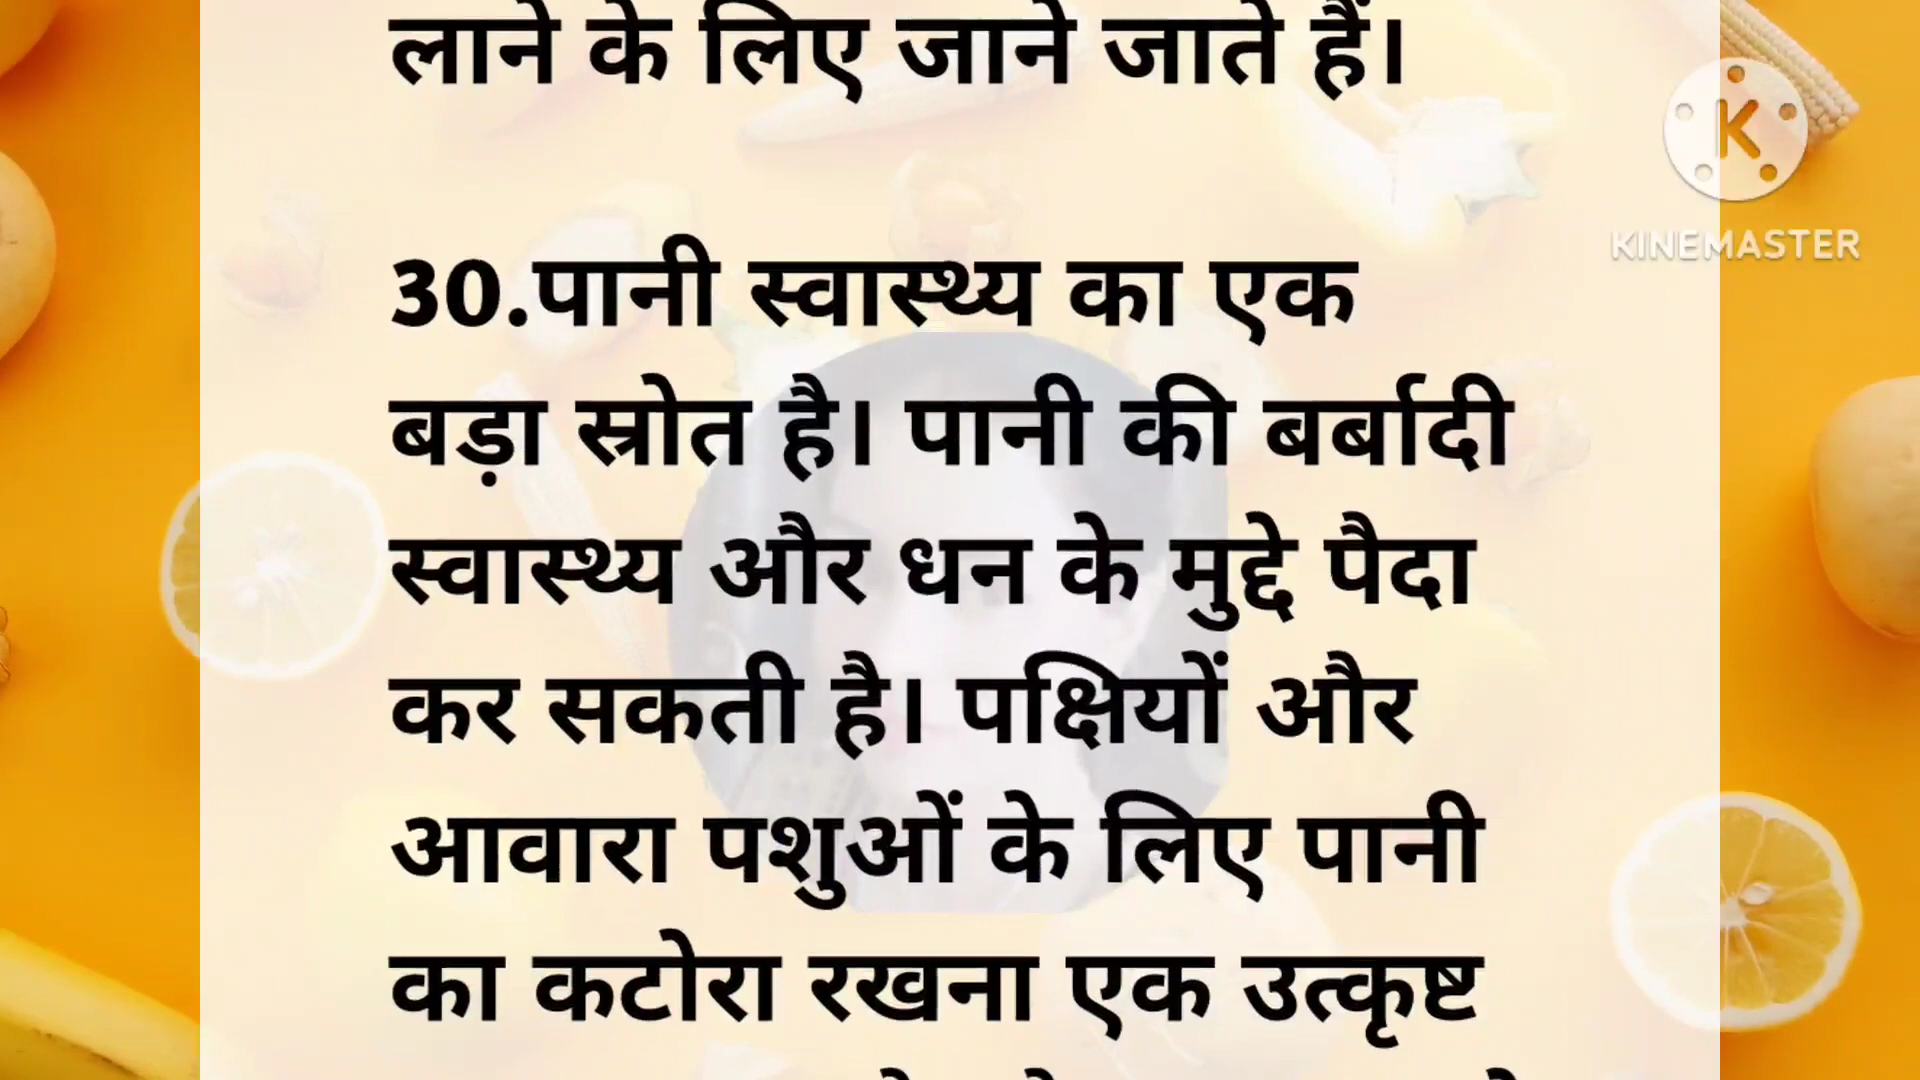 लाने के लिए जाने जाते हैं।
30.पानी स्वास्थ्य का एक
बड़ा स्रोत है। पानी की बर्बादी
स्वास्थ्य और धन के मुद्दे पैदा
कर सकती है। पक्षियों और
आवारा पशुओं के लिए पानी
का कटोरा रखना एक उत्कृष्ट
K
KINEMASTER